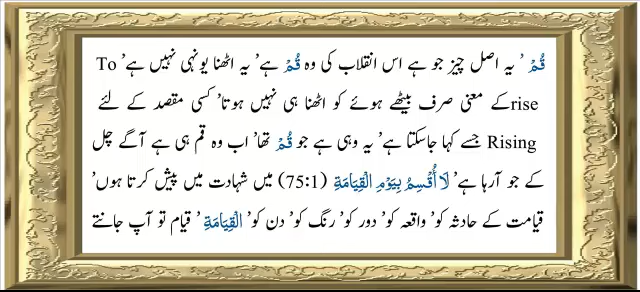 قُمْ ' یہ اصل چیز جو ہے اس انقلاب کی وہ قُمْ ہے' یہ اٹھنا یونہی نہیں ہے' To
rise کے معنی صرف بیٹھے ہوئے کو اٹھنا ہی نہیں ہوتا' کسی مقصد کے لئے
Rising جسے کہا جاسکتا ہے' یہ وہی ہے جو قُمْ تھا' اب وہ قم ہی ہے آگے چل
کے جو آرہا ہے' لَا أُقْسِمُ بِيَوْمِ الْقِيَامَةِ (75:1) میں شہادت میں پیش کرتا ہوں'
قیامت کے حادثہ کو' واقعہ کو' دور کو' رنگ کو' دن کو' الْقِيَامَةِ ' قیام تو آپ جانتے